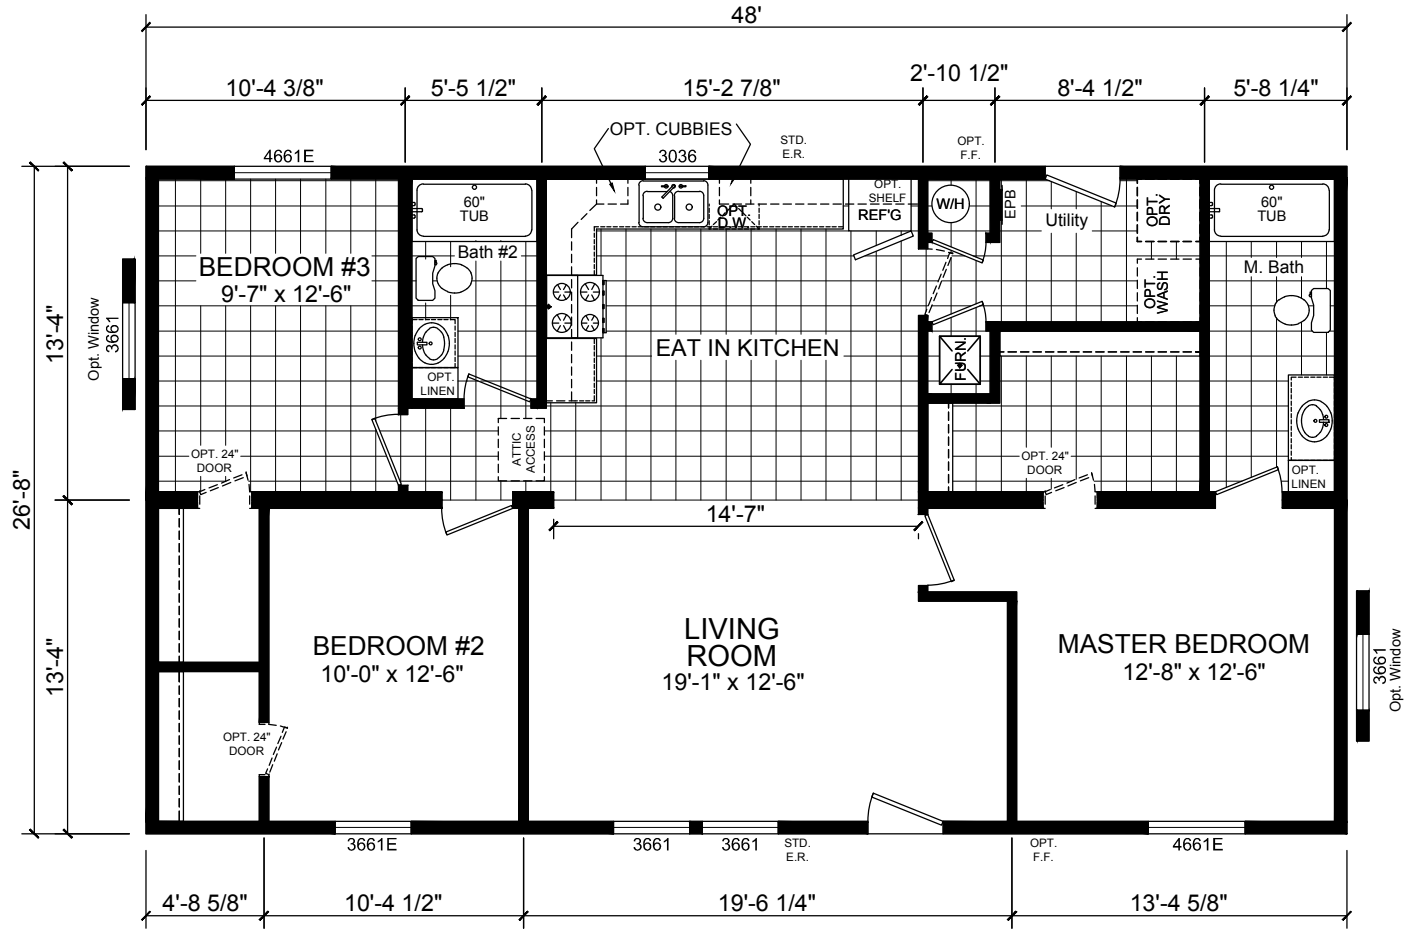 48'
10'-4 3/8"
5'-5 1/2"
15'-2 7/8"
2'-10 1/2"
8'-4 1/2"
5'-8 1/4"
4661E
OPT. CUBBIES
3036
STD.
E.R.
OPT.
F.F.
60"
TUB
OPT.
D.W.
OPT.
SHELF
REF'G
W/H
EPB
Utility
OPT.
DRY
60"
TUB
BEDROOM #3
9'-7" x 12'-6"
Bath #2
OPT.
WASH
M. Bath
Opt. Window
3661
13'-4"
EAT IN KITCHEN
FURN.
OPT.
LINEN
ATTIC
ACCESS
OPT. 24"
DOOR
OPT. 24"
DOOR
OPT.
LINEN
26'-8"
14'-7"
13'-4"
BEDROOM #2
10'-0" x 12'-6"
LIVING
ROOM
19'-1" x 12'-6"
MASTER BEDROOM
12'-8" x 12'-6"
3661
Opt. Window
OPT. 24"
DOOR
3661E
3661
3661
STD.
E.R.
OPT.
F.F.
4661E
4'-8 5/8"
10'-4 1/2"
19'-6 1/4"
13'-4 5/8"